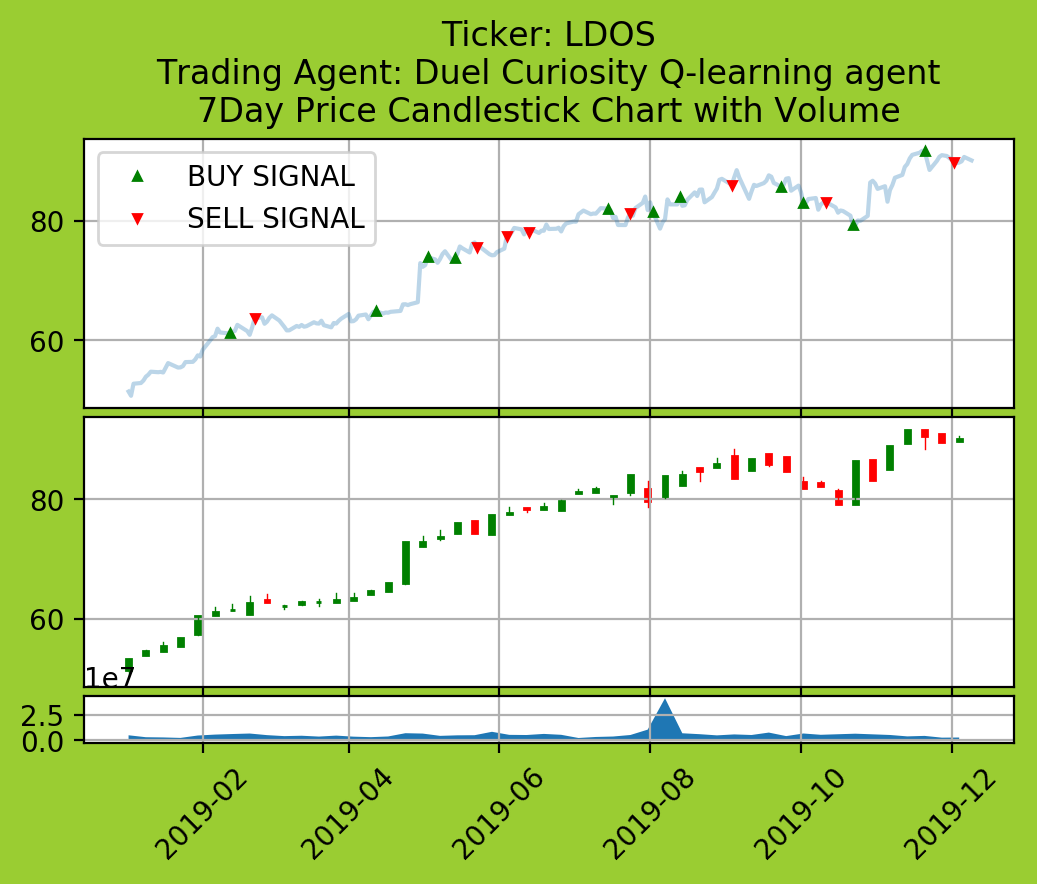 Ticker: LDOS
Trading Agent: Duel Curiosity Q-learning agent
7Day Price Candlestick Chart with Volume
BUY SIGNAL
SELL SIGNAL
80
60
80
60
1e7
2.5
0.0
2019-02
2019-04
2019-06
2019-08
2019-10
2019-12